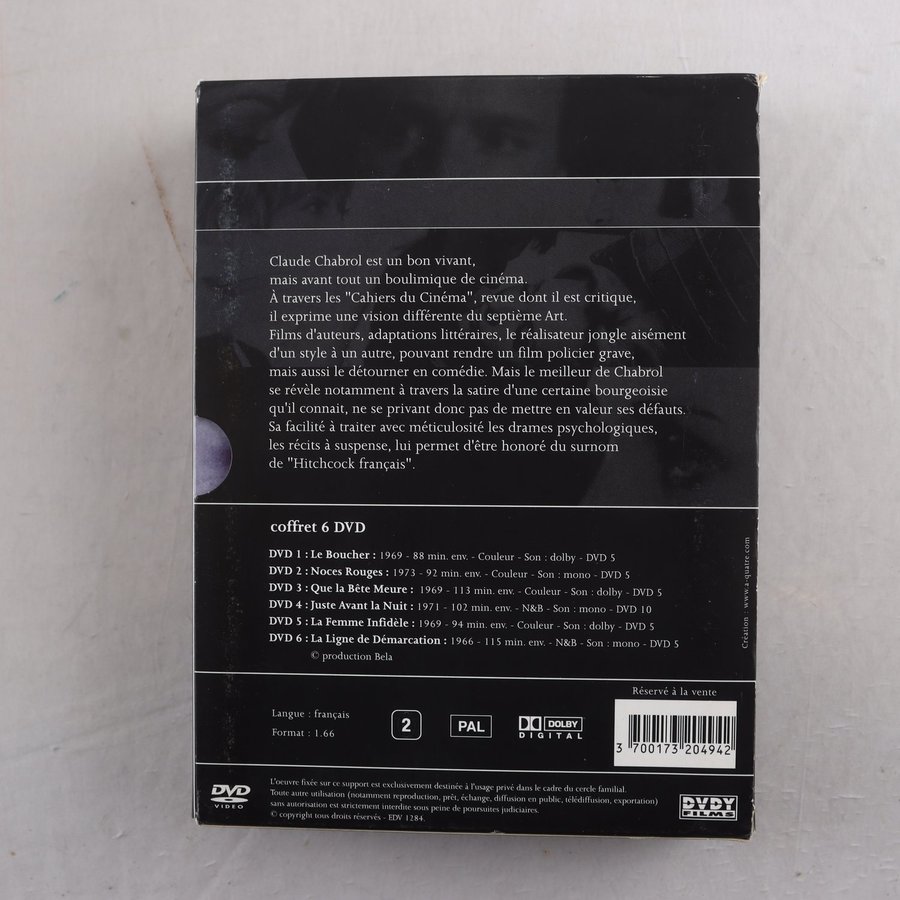 Claude Chabrol est un bon vivant,
mais avant tout un boulimique de cinéma.
À travers les "Cahiers du Cinéma", revue dont il est critique,
il exprime une vision différente du septième Art.
Films d'auteurs, adaptations littéraires, le réalisateur jongle aisément
d'un style à un autre, pouvant rendre un film policier grave,
mais aussi le détourner en comédie. Mais le meilleur de Chabrol
se révèle notamment à travers la satire d'une certaine bourgeoisie
qu'il connait, ne se privant donc pas de mettre en valeur ses défauts.
Sa facilité à traiter avec méticulosité les drames psychologiques,
les récits à suspense, lui permet d'être honoré du surnom
de "Hitchcock français".
coffret 6 DVD
DVD 1 : Le Boucher : 1969 - 88 min. env. - Couleur - Son : dolby - DVD 5
DVD 2 : Noces Rouges : 1973 - 92 min. env. - Couleur - Son : mono - DVD 5
DVD 3 : Que la Bête Meure : 1969 - 113 min. env. - Couleur - Son : dolby - DVD 5
DVD 4 : Juste Avant la Nuit : 1971 - 102 min. env. - N&B - Son : mono - DVD 10
DVD 5 : La Femme Infidèle : 1969 - 94 min. env. - Couleur - Son : dolby - DVD 5
DVD 6 : La Ligne de Démarcation : 1966 - 115 min. env. - N&B - Son : mono - DVD 5
© production Bela
Création : www.a-quatre.com
Réservé à la vente
Langue : français
Format : 1.66
2
PAL
DOLBY
DIGITAL
3 700173 204942
DVD
VIDEO
L'oeuvre fixée sur ce support est exclusivement destinée à l'usage privé dans le cadre du cercle familial.
Toute autre utilisation (notamment reproduction, prêt, échange, diffusion en public, télédiffusion, exportation)
sans autorisation est strictement interdite sous peine de poursuites judiciaires.
© copyright tous droits réservés - EDV 1284.
DVDY
FILMS